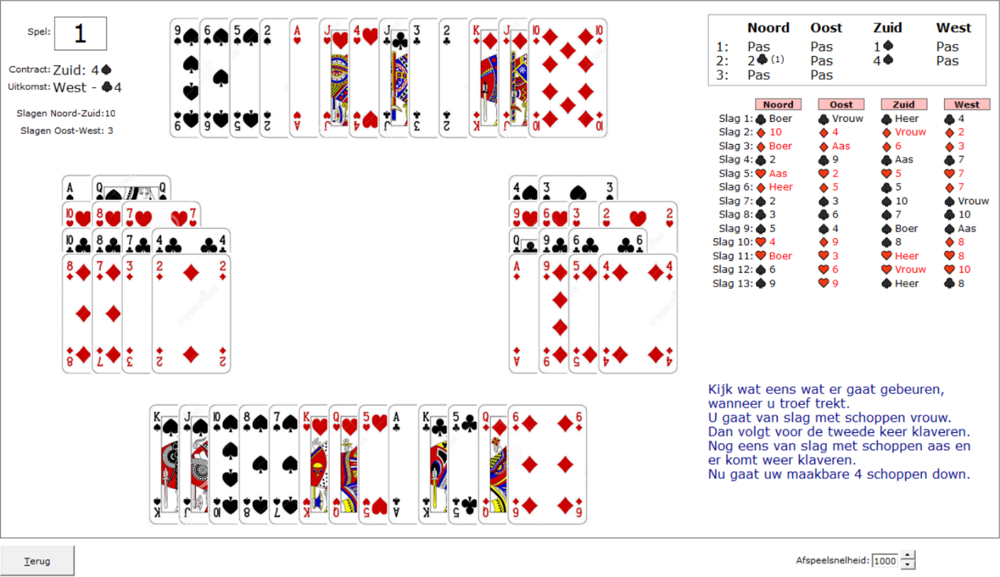 Spel: 1
Contract: Zuid: 4♠
Uitkomst: West - ♣4
Slagen Noord-Zuid:10
Slagen Oost-West: 3
9 6 5 2 A J 4 J 3 2 K J 10 10
A Q Q
10 8 7 7
10 8 7 4 4
8 7 3 2 2
4 3 3
9 6 3 2 2
Q 9 6 6
A 9 5 4 4
K J 10 8 7 K Q 5 A K 5 Q 6 6
Noord Oost Zuid West
1: Pas Pas 1♠ Pas
2: 2♣ (1) Pas 4♠ Pas
3: Pas Pas
Noord Oost Zuid West
Slag 1: ♣ Boer ♣ Vrouw ♣ Heer ♣ 4
Slag 2: ♦ 10 ♦ 4 ♦ Vrouw ♦ 2
Slag 3: ♦ Boer ♦ Aas ♦ 6 ♦ 3
Slag 4: ♣ 2 ♣ 9 ♣ Aas ♣ 7
Slag 5: ♥ Aas ♥ 2 ♥ 5 ♥ 7
Slag 6: ♦ Heer ♦ 5 ♣ 5 ♦ 7
Slag 7: ♠ 2 ♠ 3 ♠ 10 ♠ Vrouw
Slag 8: ♣ 3 ♣ 6 ♠ 7 ♣ 10
Slag 9: ♠ 5 ♠ 4 ♠ Boer ♠ Aas
Slag 10: ♥ 4 ♦ 9 ♠ 8 ♦ 8
Slag 11: ♥ Boer ♥ 3 ♥ Heer ♥ 8
Slag 12: ♠ 6 ♥ 6 ♥ Vrouw ♥ 10
Slag 13: ♠ 9 ♥ 9 ♠ Heer ♣ 8
Kijk wat eens wat er gaat gebeuren,
wanneer u troef trekt.
U gaat van slag met schoppen vrouw.
Dan volgt voor de tweede keer klaveren.
Nog eens van slag met schoppen aas en
er komt weer klaveren.
Nu gaat uw maakbare 4 schoppen down.
Terug
Afspeelsnelheid: 1000